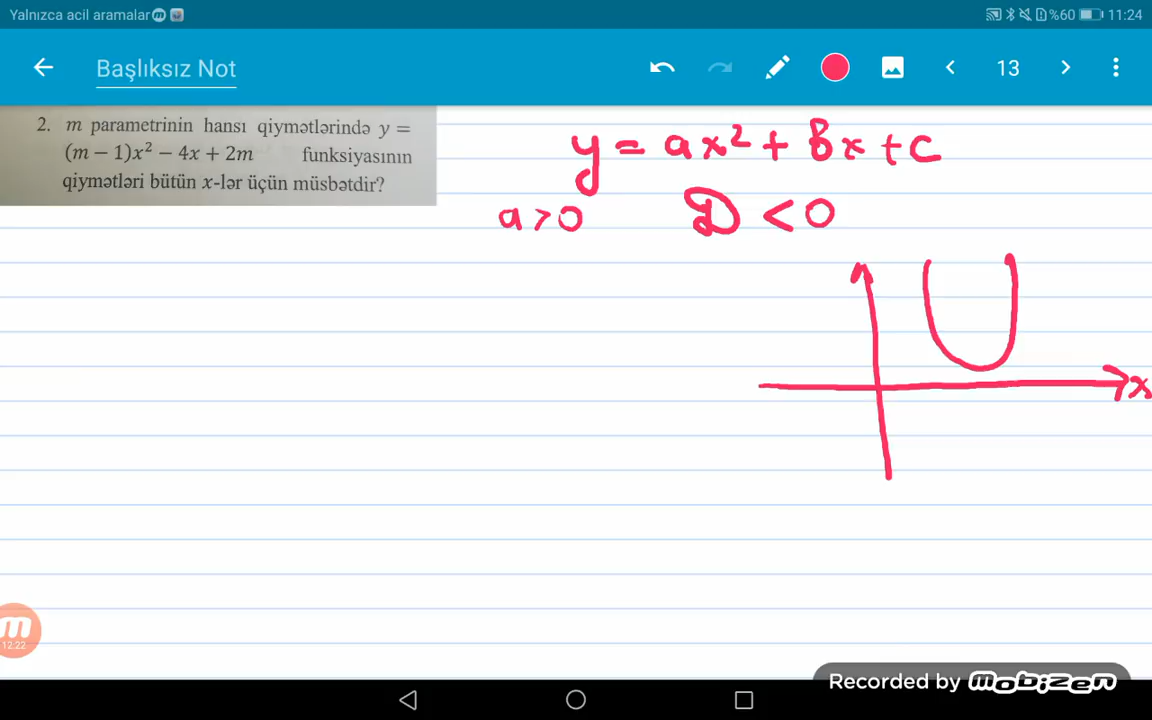 Yalnızca acil aramalar
%60 11:24
Başlıksız Not
13
2. m parametrinin hansı qiymətlərində y =
(m − 1)x² − 4x + 2m funksiyasının
qiymətləri bütün x-lər üçün müsbətdir?
y = ax² + bx + c
a > 0 D < 0
x
m
12:22
Recorded by mobizen